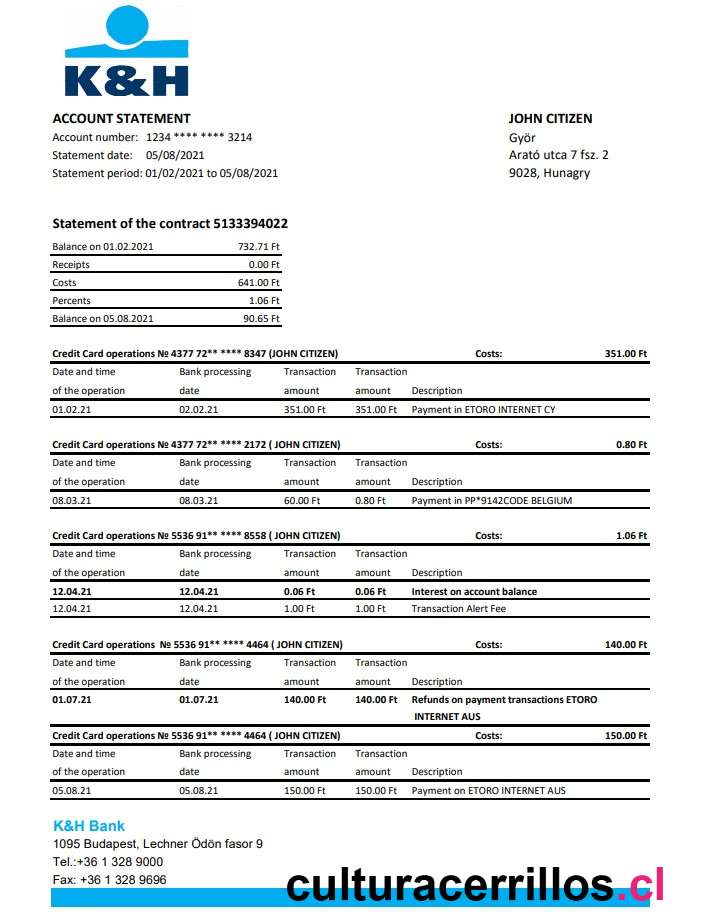 K&H
ACCOUNT STATEMENT
Account number: 1234 **** **** 3214
Statement date: 05/08/2021
Statement period: 01/02/2021 to 05/08/2021
JOHN CITIZEN
Györ
Arató utca 7 fsz. 2
9028, Hunagry
Statement of the contract 5133394022
Balance on 01.02.2021 732.71 Ft
Receipts 0.00 Ft
Costs 641.00 Ft
Percents 1.06 Ft
Balance on 05.08.2021 90.65 Ft
Credit Card operations № 4377 72** **** 8347 (JOHN CITIZEN) Costs: 351.00 Ft
Date and time Bank processing Transaction Transaction
of the operation date amount amount Description
01.02.21 02.02.21 351.00 Ft 351.00 Ft Payment in ETORO INTERNET CY
Credit Card operations № 4377 72** **** 2172 ( JOHN CITIZEN) Costs: 0.80 Ft
Date and time Bank processing Transaction Transaction
of the operation date amount amount Description
08.03.21 08.03.21 60.00 Ft 0.80 Ft Payment in PP*9142CODE BELGIUM
Credit Card operations № 5536 91** **** 8558 ( JOHN CITIZEN) Costs: 1.06 Ft
Date and time Bank processing Transaction Transaction
of the operation date amount amount Description
12.04.21 12.04.21 0.06 Ft 0.06 Ft Interest on account balance
12.04.21 12.04.21 1.00 Ft 1.00 Ft Transaction Alert Fee
Credit Card operations № 5536 91** **** 4464 ( JOHN CITIZEN) Costs: 140.00 Ft
Date and time Bank processing Transaction Transaction
of the operation date amount amount Description
01.07.21 01.07.21 140.00 Ft 140.00 Ft Refunds on payment transactions ETORO
INTERNET AUS
Credit Card operations № 5536 91** **** 4464 ( JOHN CITIZEN) Costs: 150.00 Ft
Date and time Bank processing Transaction Transaction
of the operation date amount amount Description
05.08.21 05.08.21 150.00 Ft 150.00 Ft Payment on ETORO INTERNET AUS
K&H Bank
1095 Budapest, Lechner Ödön fasor 9
Tel.:+36 1 328 9000
Fax: +36 1 328 9696
culturacerrillos.cl